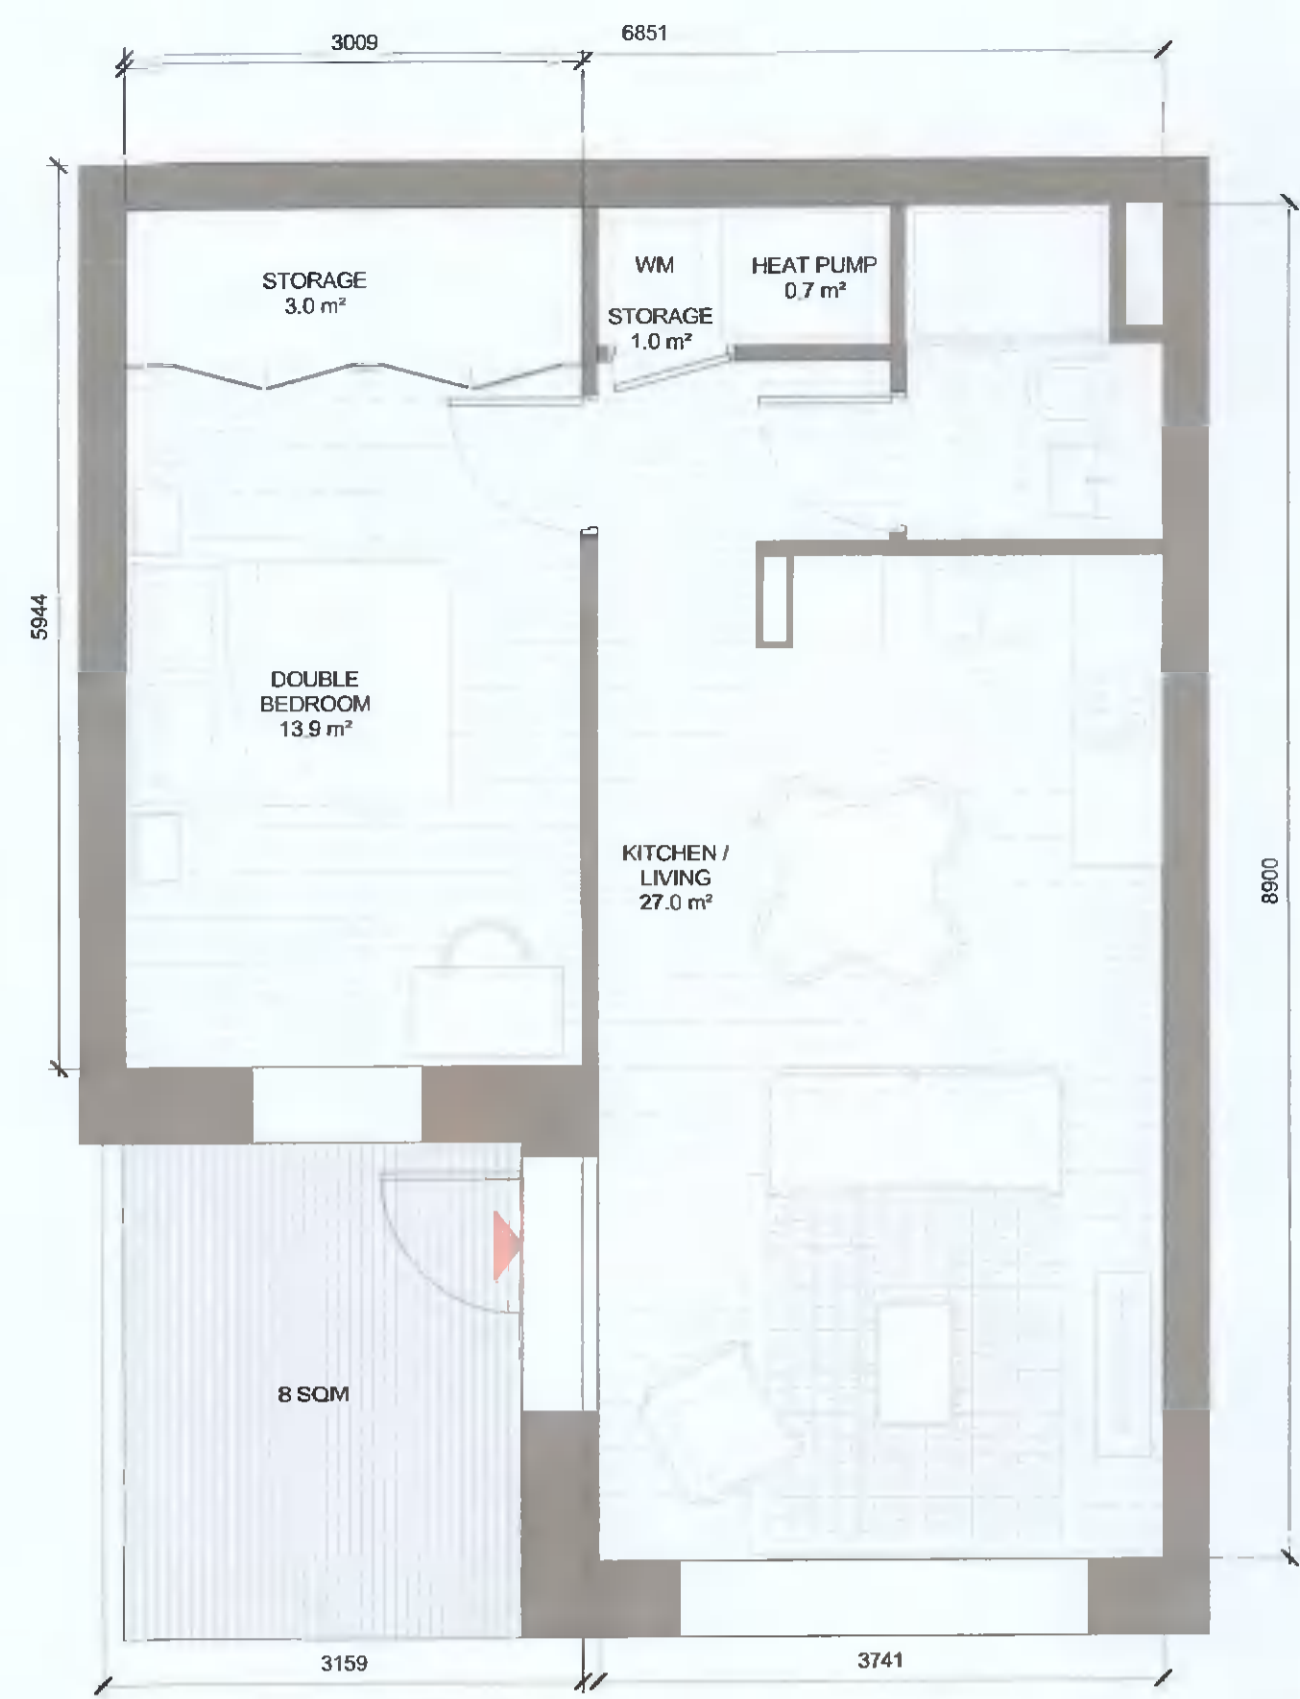 3009
6851
STORAGE
3.0 m²
WM
HEAT PUMP
0.7 m²
STORAGE
1.0 m²
5944
DOUBLE
BEDROOM
13.9 m²
KITCHEN /
LIVING
27.0 m²
8900
8 SQM
3159
3741